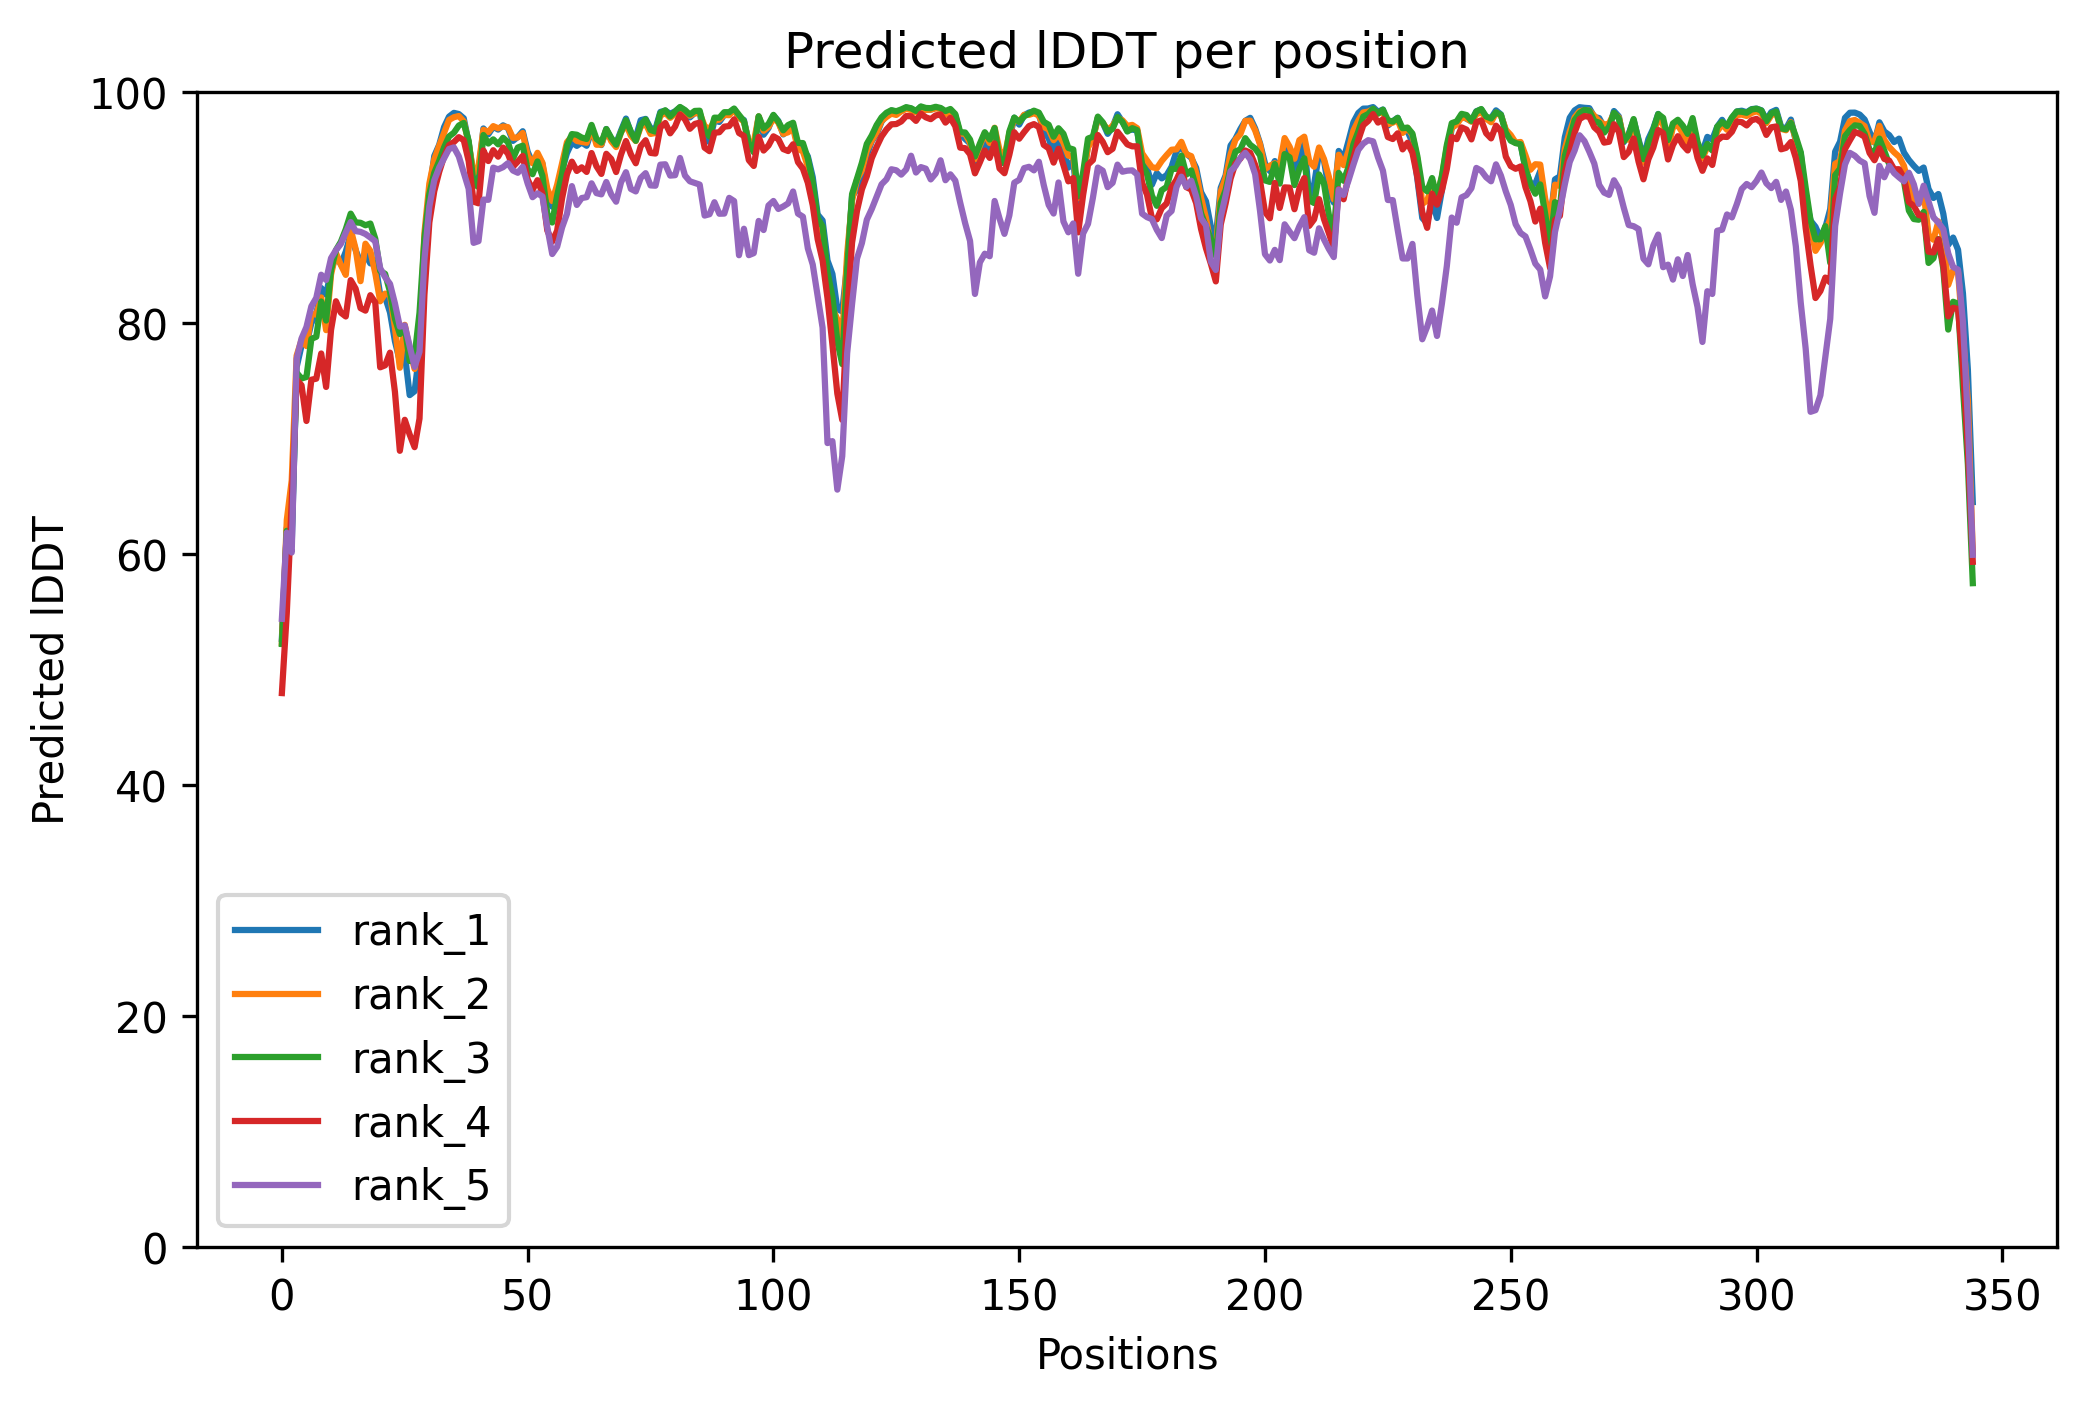 Predicted lDDT per position
100
80
60
40
20
0
Predicted lDDT
rank_1
rank_2
rank_3
rank_4
rank_5
0 50 100 150 200 250 300 350
Positions